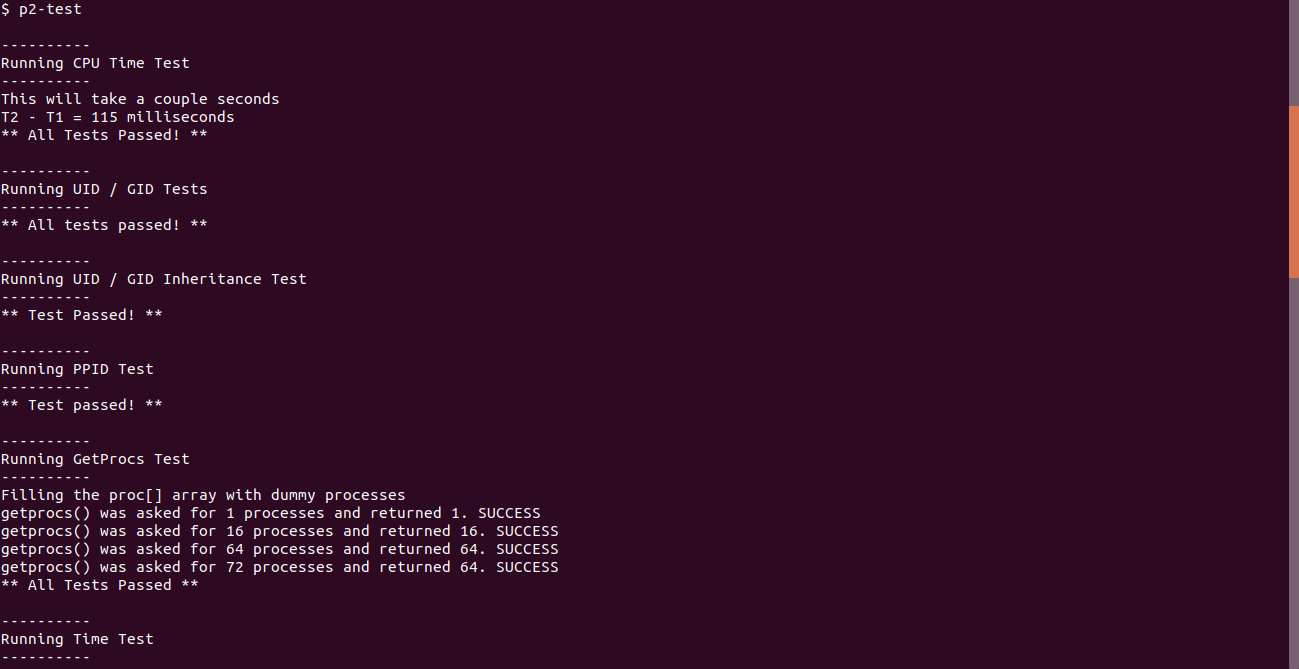 $ p2-test
----------
Running CPU Time Test
----------
This will take a couple seconds
T2 - T1 = 115 milliseconds
** All Tests Passed! **
----------
Running UID / GID Tests
----------
** All tests passed! **
----------
Running UID / GID Inheritance Test
----------
** Test Passed! **
----------
Running PPID Test
----------
** Test passed! **
----------
Running GetProcs Test
----------
Filling the proc[] array with dummy processes
getprocs() was asked for 1 processes and returned 1. SUCCESS
getprocs() was asked for 16 processes and returned 16. SUCCESS
getprocs() was asked for 64 processes and returned 64. SUCCESS
getprocs() was asked for 72 processes and returned 64. SUCCESS
** All Tests Passed **
----------
Running Time Test
----------